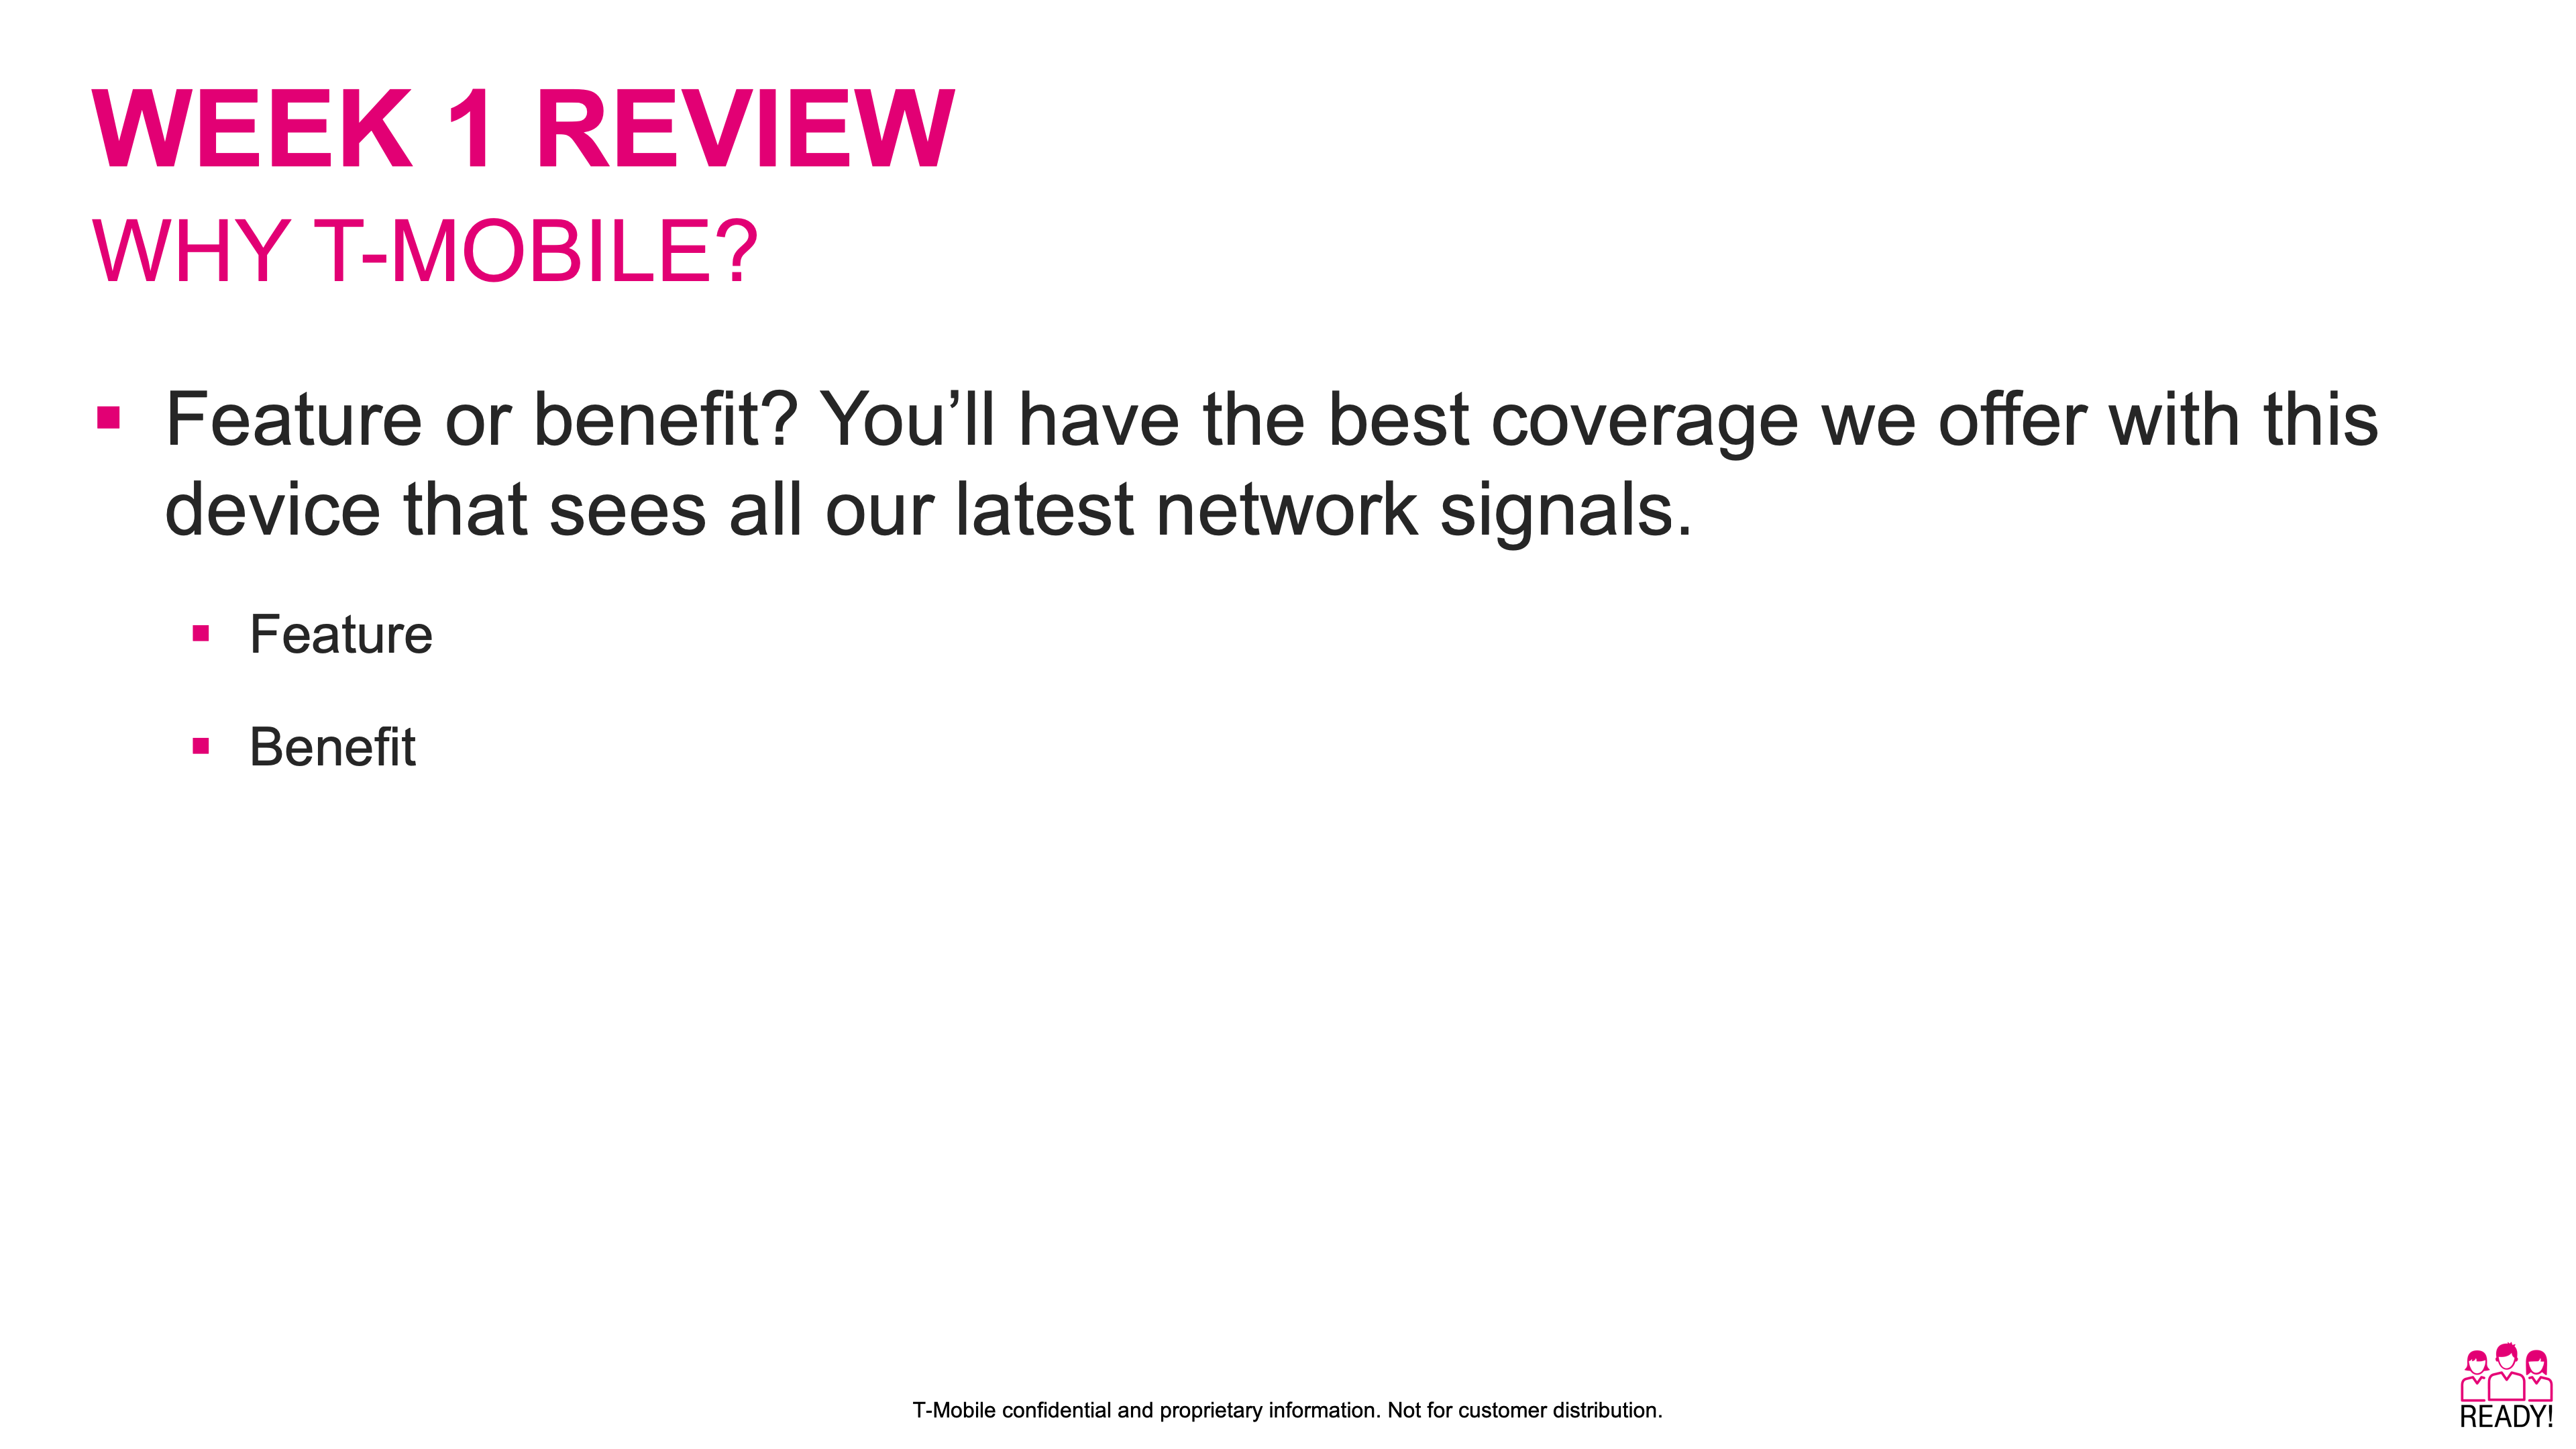 WEEK 1 REVIEW
WHY T-MOBILE?
▪ Feature or benefit? You’ll have the best coverage we offer with this
device that sees all our latest network signals.
▪ Feature
▪ Benefit
T-Mobile confidential and proprietary information. Not for customer distribution.
READY!